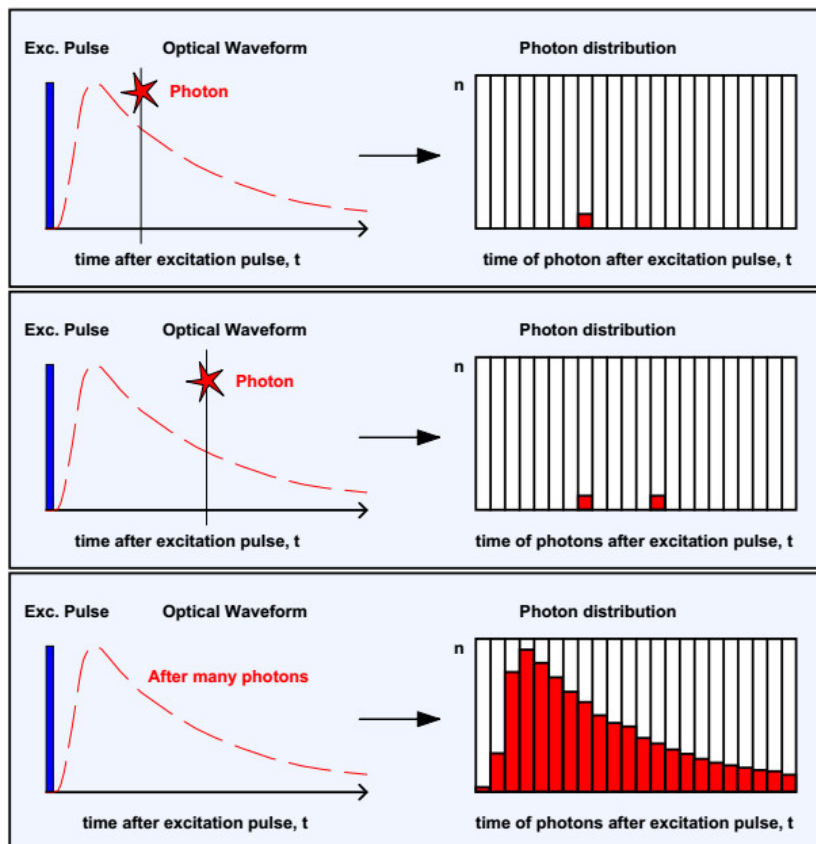 Exc. Pulse Optical Waveform Photon distribution
Photon
n
time after excitation pulse, t time of photon after excitation pulse, t
Exc. Pulse Optical Waveform Photon distribution
Photon
n
time after excitation pulse, t time of photons after excitation pulse, t
Exc. Pulse Optical Waveform Photon distribution
After many photons
n
time after excitation pulse, t time of photons after excitation pulse, t